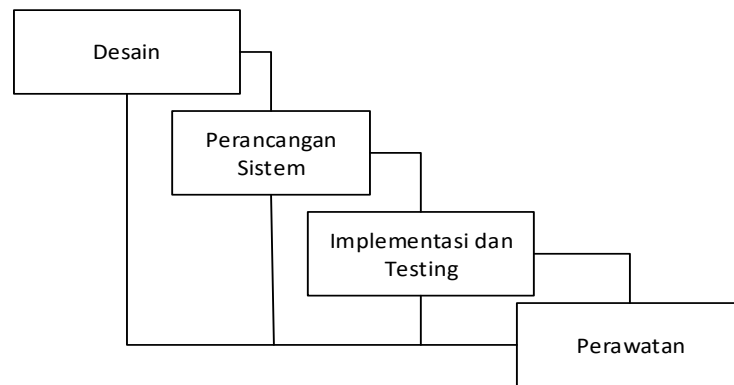 Desain
Perancangan
Sistem
Implementasi dan
Testing
Perawatan